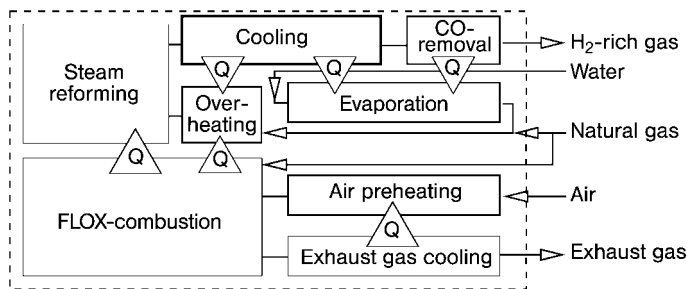 Steam
reforming
Cooling
CO-
removal
H₂-rich gas
Water
Q
Q
Q
Over-
heating
Evaporation
Natural gas
Q
Q
FLOX-combustion
Air preheating
Air
Q
Exhaust gas cooling
Exhaust gas